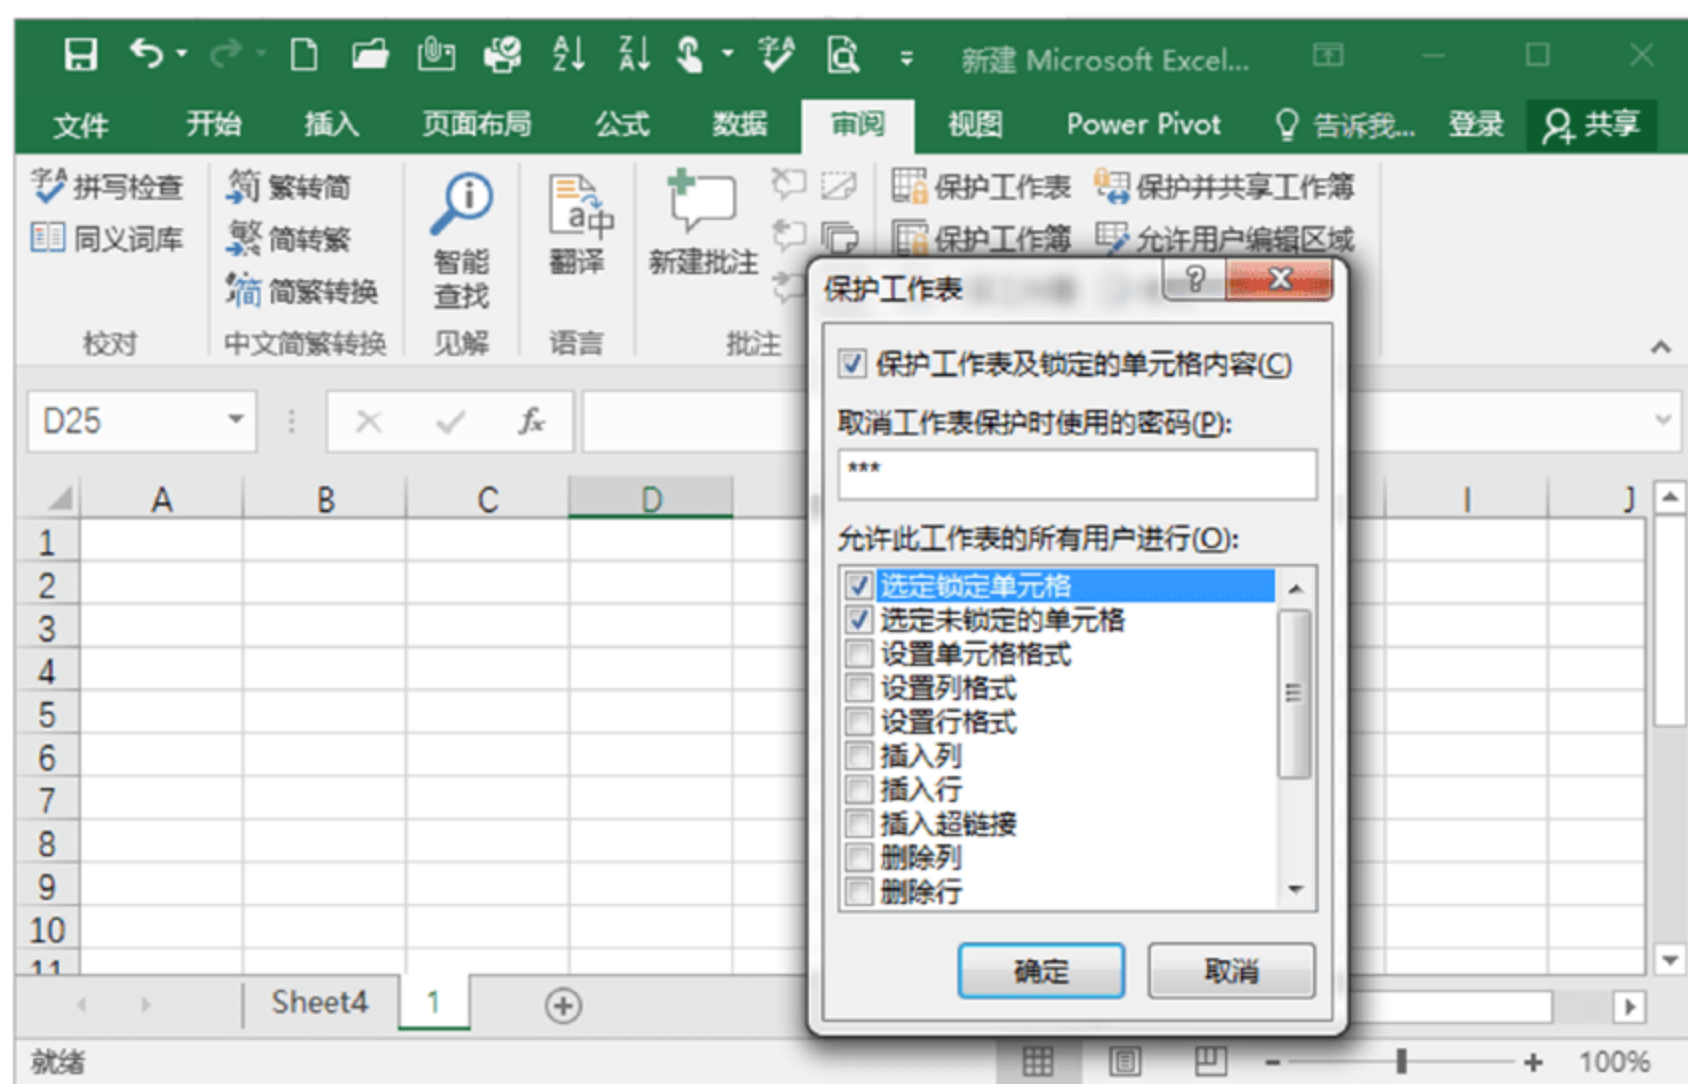 新建 Microsoft Excel...
文件 开始 插入 页面布局 公式 数据 审阅 视图 Power Pivot 告诉我... 登录 共享
拼写检查 繁转简 保护工作表 保护并共享工作簿
同义词库 简转繁 保护工作簿 允许用户编辑区域
智能
查找
翻译
新建批注
简繁转换
校对 中文简繁转换 见解 语言 批注
保护工作表
保护工作表及锁定的单元格内容(C)
取消工作表保护时使用的密码(P):
***
允许此工作表的所有用户进行(O):
选定锁定单元格
选定未锁定的单元格
设置单元格格式
设置列格式
设置行格式
插入列
插入行
插入超链接
删除列
删除行
确定 取消
D25 fx
A B C D I J
1
2
3
4
5
6
7
8
9
10
11
Sheet4 1
就绪 100%